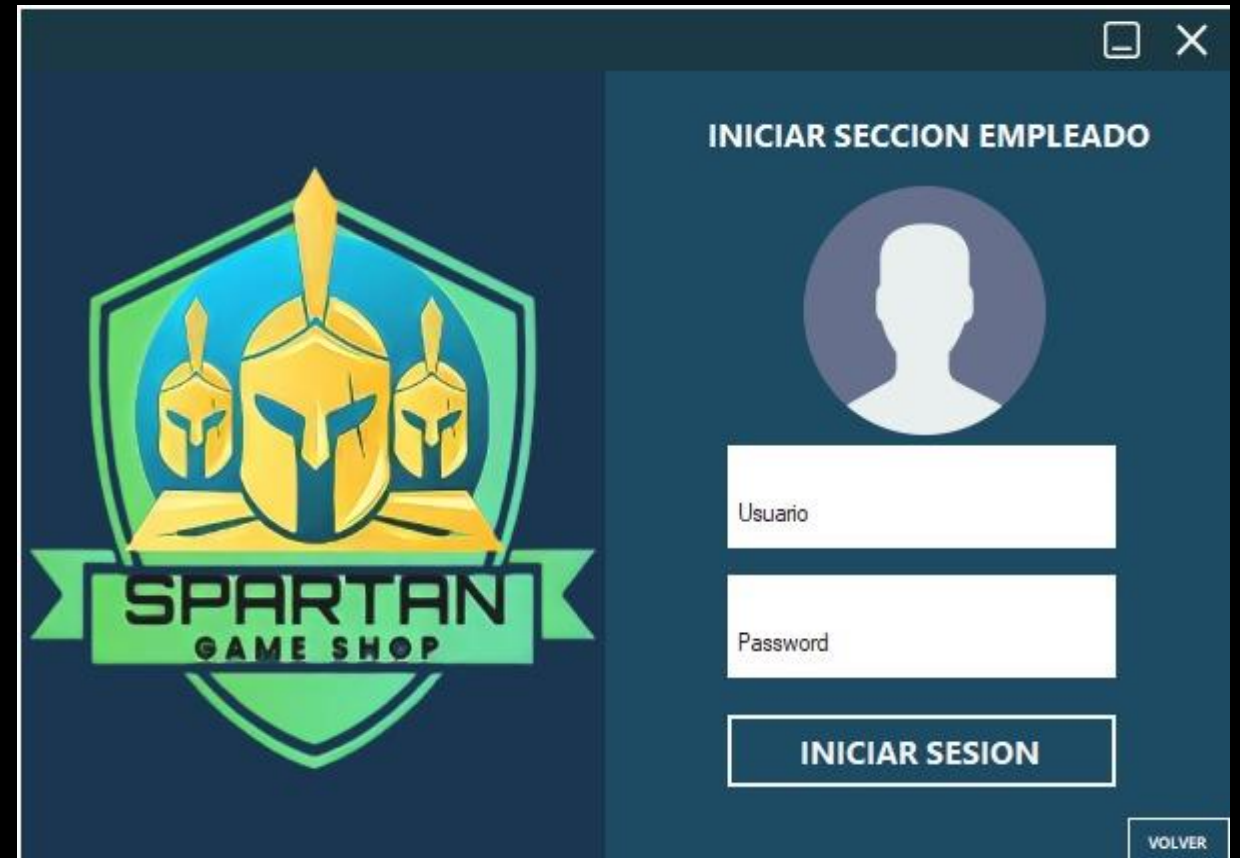 INICIAR SECCION EMPLEADO
SPARTAN
GAME SHOP
Usuario
Password
INICIAR SESION
VOLVER